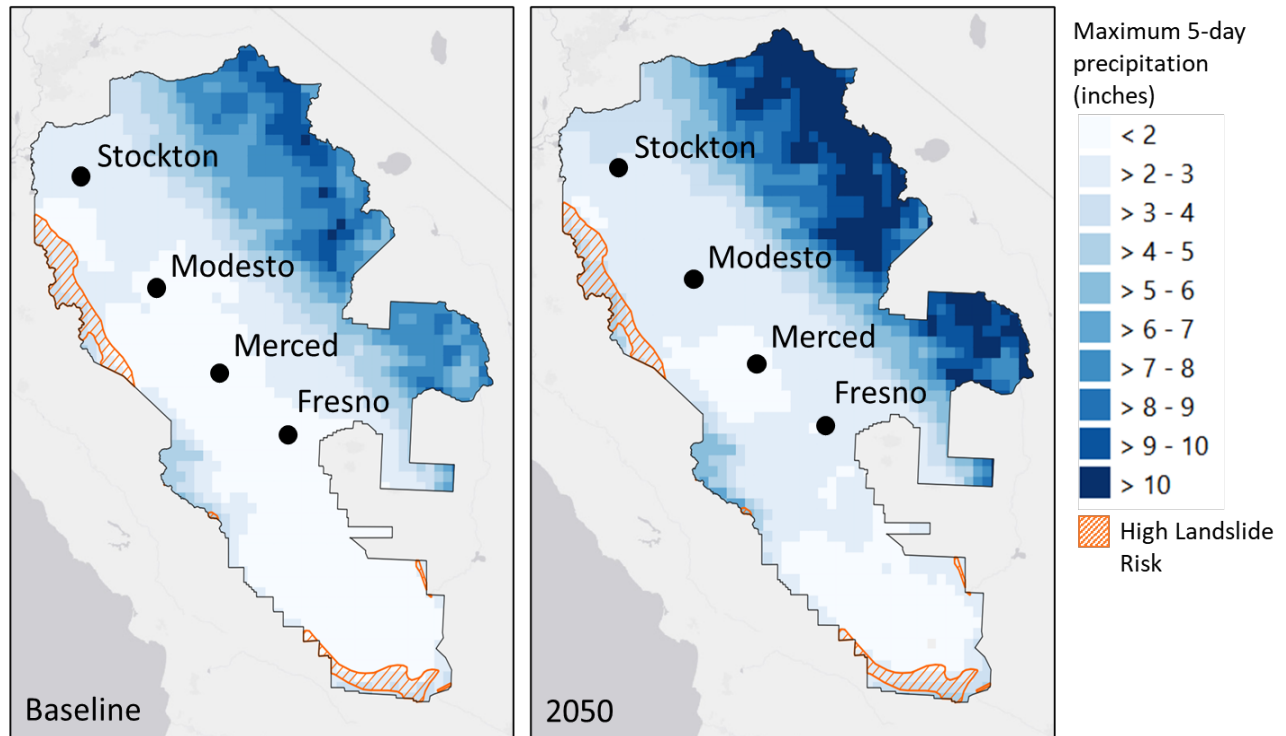 Stockton
Modesto
Merced
Fresno
Baseline
Stockton
Modesto
Merced
Fresno
2050
Maximum 5-day
precipitation
(inches)
< 2
> 2 - 3
> 3 - 4
> 4 - 5
> 5 - 6
> 6 - 7
> 7 - 8
> 8 - 9
> 9 - 10
> 10
High Landslide
Risk